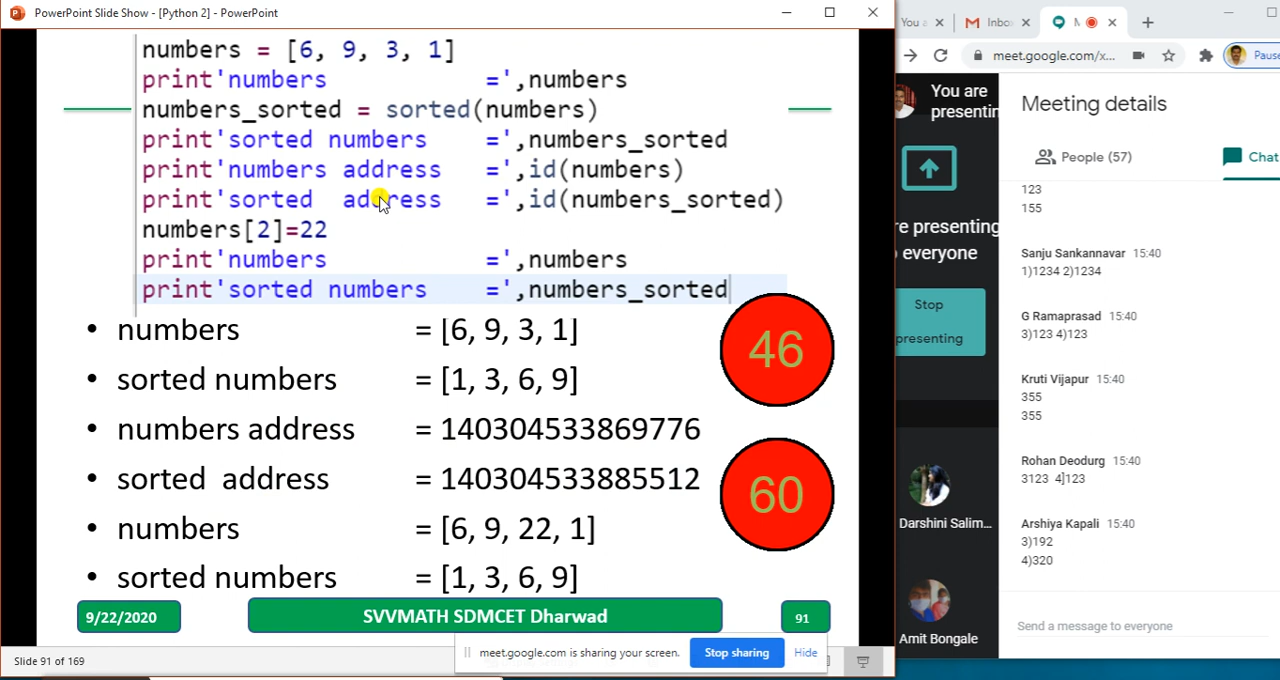 PowerPoint Slide Show - [Python 2] - PowerPoint
numbers = [6, 9, 3, 1]
print'numbers =',numbers
numbers_sorted = sorted(numbers)
print'sorted numbers =',numbers_sorted
print'numbers address =',id(numbers)
print'sorted address =',id(numbers_sorted)
numbers[2]=22
print'numbers =',numbers
print'sorted numbers =',numbers_sorted
• numbers = [6, 9, 3, 1]
• sorted numbers = [1, 3, 6, 9]
• numbers address = 140304533869776
• sorted address = 140304533885512
• numbers = [6, 9, 22, 1]
• sorted numbers = [1, 3, 6, 9]
46
60
9/22/2020
SVVMATH SDMCET Dharwad
91
Slide 91 of 169
meet.google.com is sharing your screen.
Stop sharing
Hide
You a
Inbo
M
meet.google.com/x...
Pause
You are
presenting
re presenting
o everyone
Stop
presenting
Darshini Salim...
Amit Bongale
Meeting details
People (57)
Chat
123
155
Sanju Sankannavar 15:40
1)1234 2)1234
G Ramaprasad 15:40
3)123 4)123
Kruti Vijapur 15:40
355
355
Rohan Deodurg 15:40
3123 4]123
Arshiya Kapali 15:40
3)192
4)320
Send a message to everyone